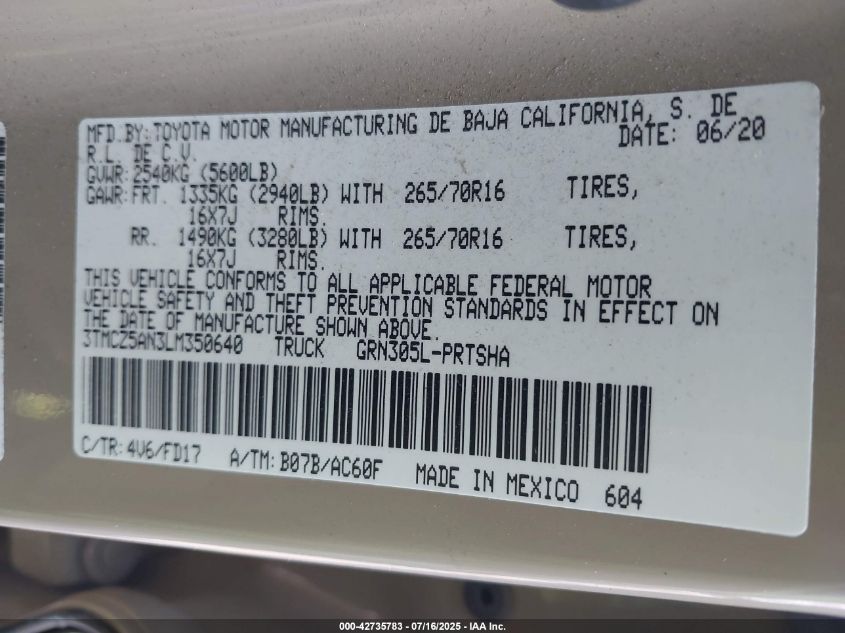 MFD.BY: TOYOTA MOTOR MANUFACTURING DE BAJA CALIFORNIA, S. DE
R.L. DE C.V. DATE: 06/20
GVWR: 2540KG (5600LB)
GAWR: FRT. 1335KG (2940LB) WITH 265/70R16 TIRES,
16X7J RIMS.
RR. 1490KG (3280LB) WITH 265/70R16 TIRES,
16X7J RIMS.
THIS VEHICLE CONFORMS TO ALL APPLICABLE FEDERAL MOTOR
VEHICLE SAFETY AND THEFT PREVENTION STANDARDS IN EFFECT ON
THE DATE OF MANUFACTURE SHOWN ABOVE.
3TMCZ5AN3LM350640 TRUCK GRN305L-PRTSHA
C/TR: 4V6/FD17 A/TM: B07B/AC60F MADE IN MEXICO 604
000-42735783 - 07/16/2025 - IAA Inc.